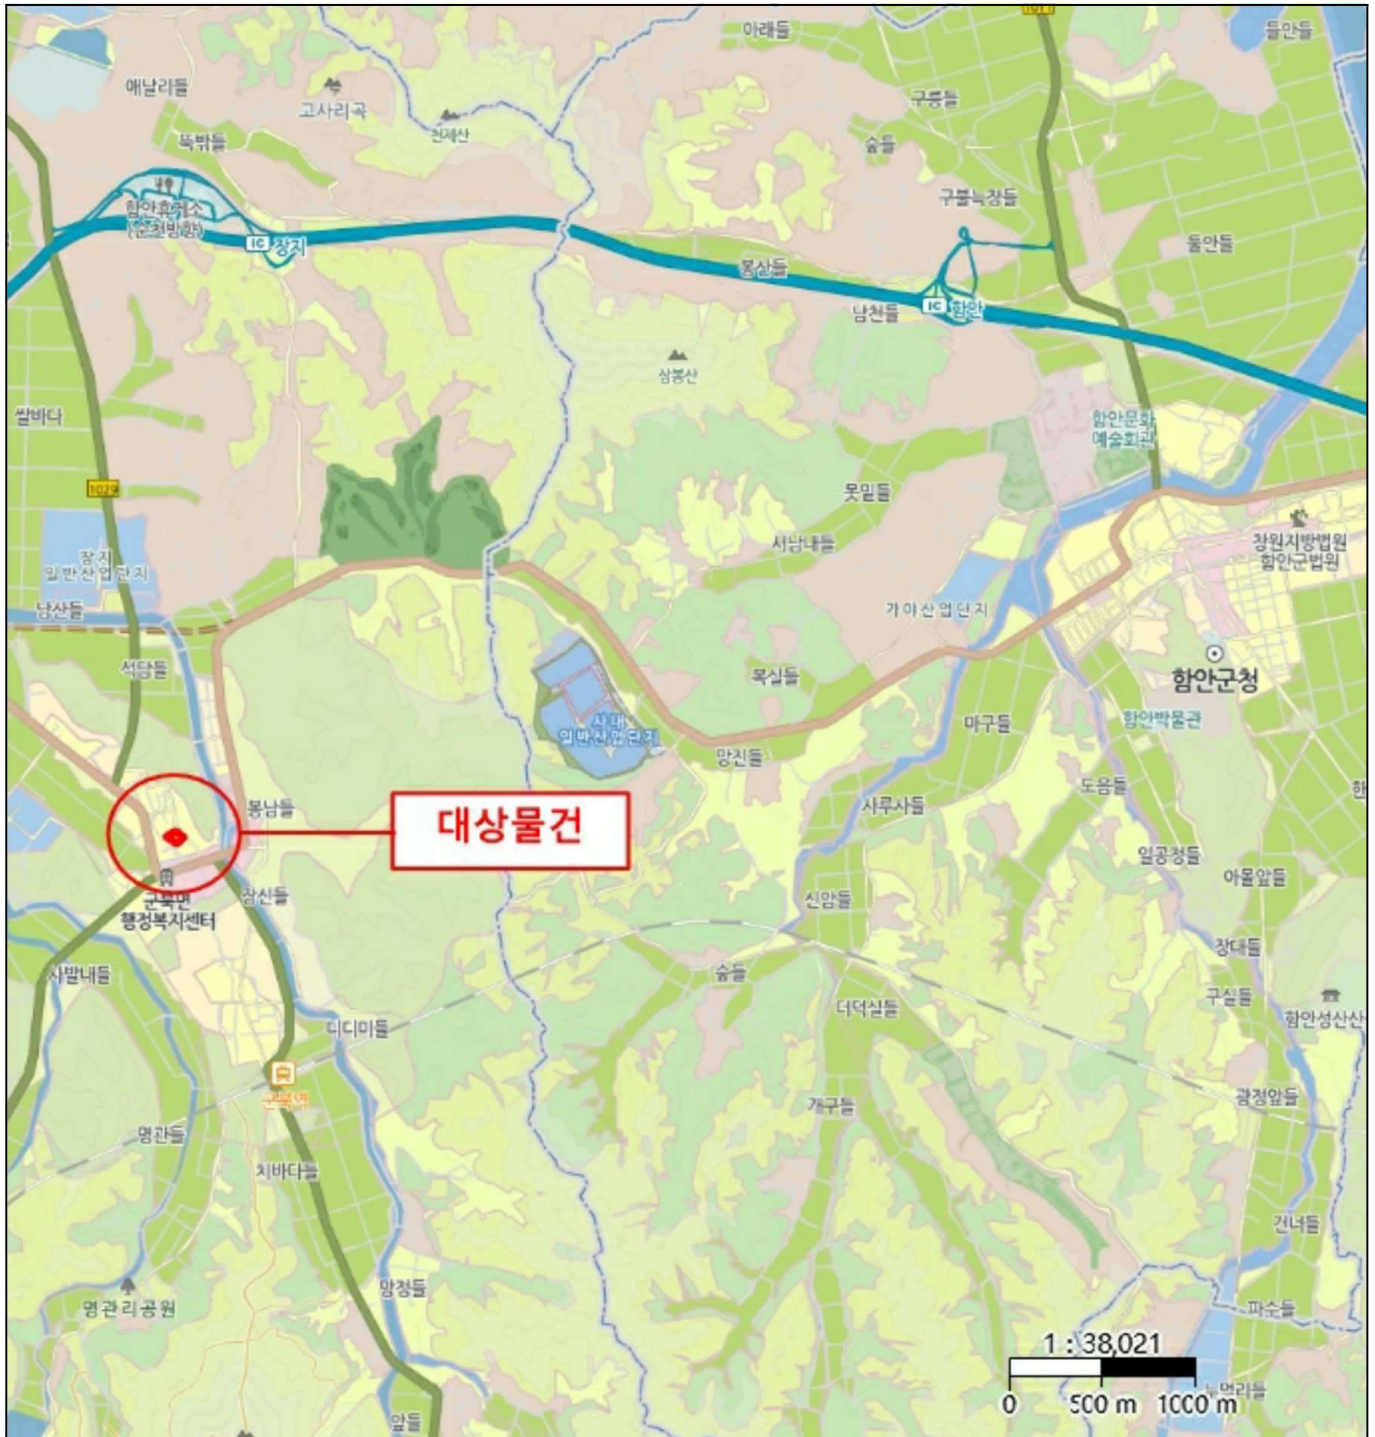 1011
아래들
들안들
애날리들
고사리곡
구릉들
천제산
뚝밖들
숲들
함안휴게소
(순천방향)
구불늑장들
IC 장지
둘안들
봉산들
IC 함안
남천들
삼봉산
쌀바다
함안문화
예술회관
1029
못밑들
서남내들
창원지방법원
함안군법원
장지
일반산업단지
남산들
가야산업단지
석담들
복실들
함안군청
함안박물관
사내
일반산업단지
마구들
망진들
도음들
봉남들
사루사들
대상물건
일공정들
아몰앞들
군북면
행정복지센터
장신들
신암들
장대들
사발내들
숲들
구실들
더덕실들
함안성산산
디디미들
군북역
개구들
광정앞들
명관들
치바다들
건너들
망정들
명관리공원
파수들
1 : 38,021
0 500 m 1000 m
앞들